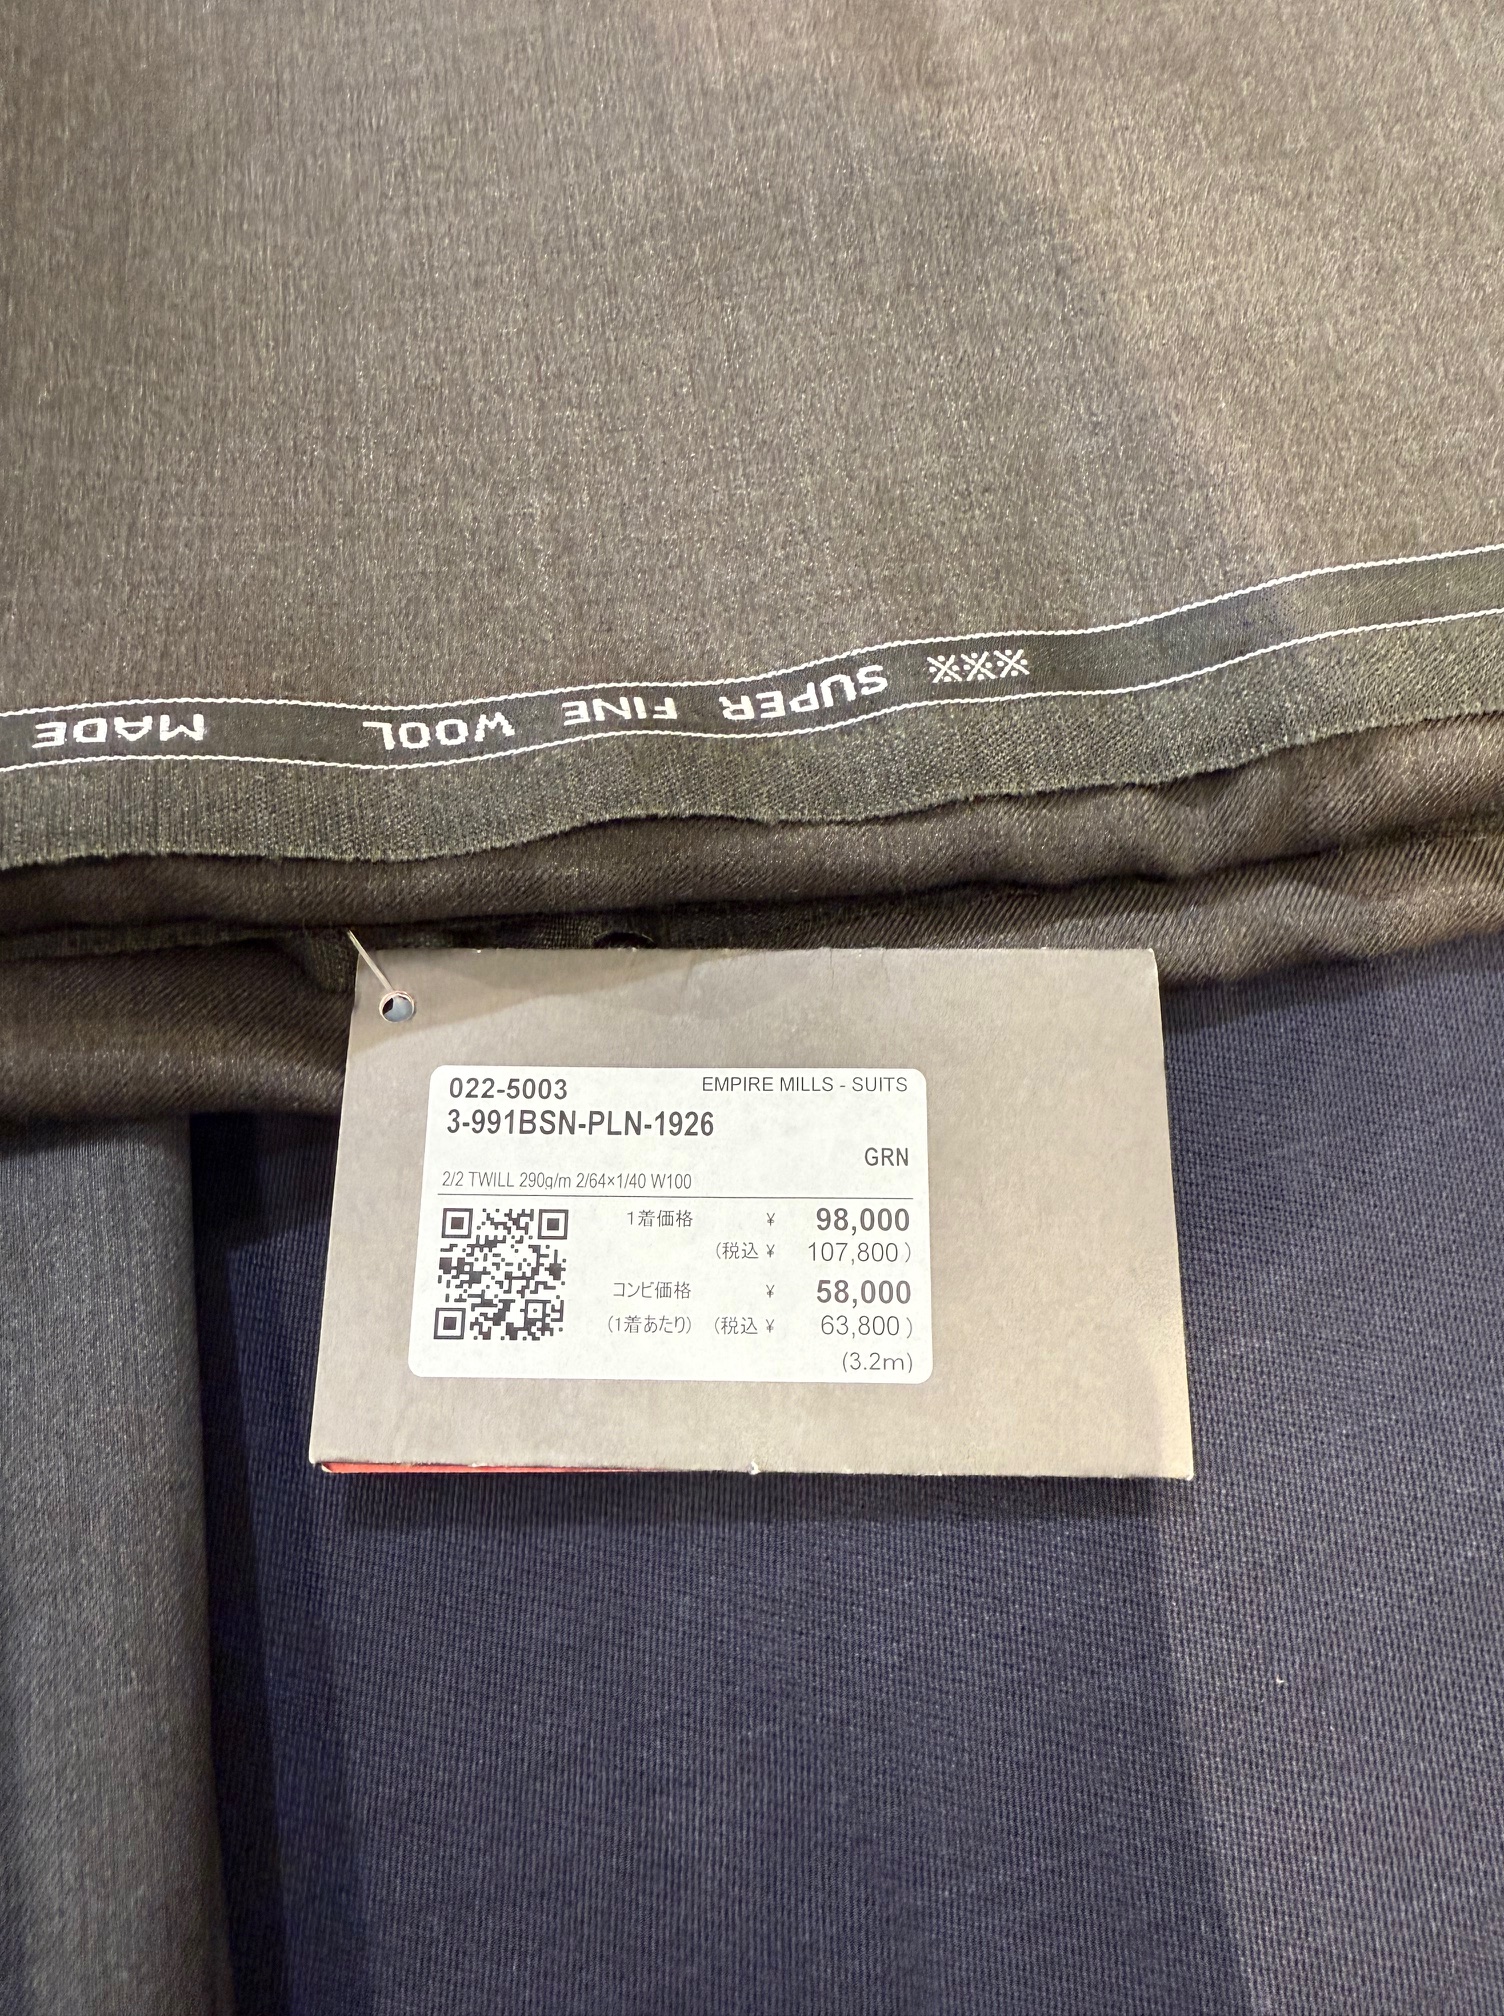 ※※※ SUPER FINE WOOL MADE
022-5003 EMPIRE MILLS - SUITS
3-991BSN-PLN-1926
GRN
2/2 TWILL 290g/m 2/64×1/40 W100
1着価格 ¥ 98,000
(税込 ¥ 107,800)
コンビ価格 ¥ 58,000
(1着あたり) (税込 ¥ 63,800)
(3.2m)